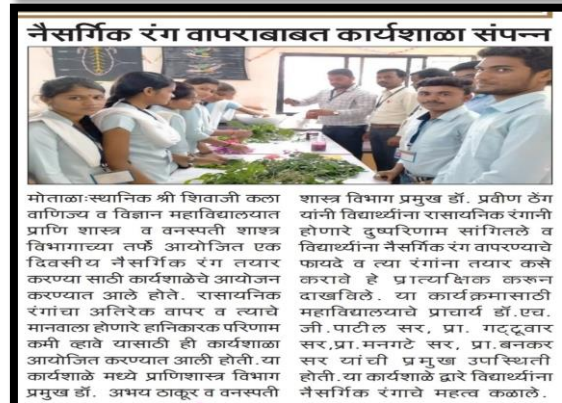 नैसर्गिक रंग वापराबाबत कार्यशाळा संपन्न
मोताळाःस्थानिक श्री शिवाजी कला
वाणिज्य व विज्ञान महाविद्यालयात
प्राणि शास्त्र व वनस्पती शाश्त्र
विभागाच्या तर्फे आयोजित एक
दिवसीय नैसर्गिक रंग तयार
करण्या साठी कार्यशाळेचे आयोजन
करण्यात आले होते. रासायनिक
रंगांचा अतिरेक वापर व त्याचे
मानवाला होणारे हानिकारक परिणाम
कमी व्हावे यासाठी ही कार्यशाळा
आयोजित करण्यात आली होती.या
कार्यशाळे मध्ये प्राणिशास्त्र विभाग
प्रमुख डॉ. अभय ठाकूर व वनस्पती
शास्त्र विभाग प्रमुख डॉ. प्रवीण ठेंग
यांनी विद्यार्थ्यांना रासायनिक रंगानी
होणारे दुष्परिणाम सांगितले व
विद्यार्थ्यांना नैसर्गिक रंग वापरण्याचे
फायदे व त्या रंगांना तयार कसे
करावे हे प्रात्यक्षिक करून
दाखविले. या कार्यक्रमासाठी
महाविद्यालयाचे प्राचार्य डॉ.एच.
जी.पाटील सर, प्रा. गट्टूवार
सर,प्रा.मनगटे सर, प्रा.बनकर
सर यांची प्रमुख उपस्थिती
होती.या कार्यशाळे द्वारे विद्यार्थ्यांना
नैसर्गिक रंगाचे महत्व कळाले.